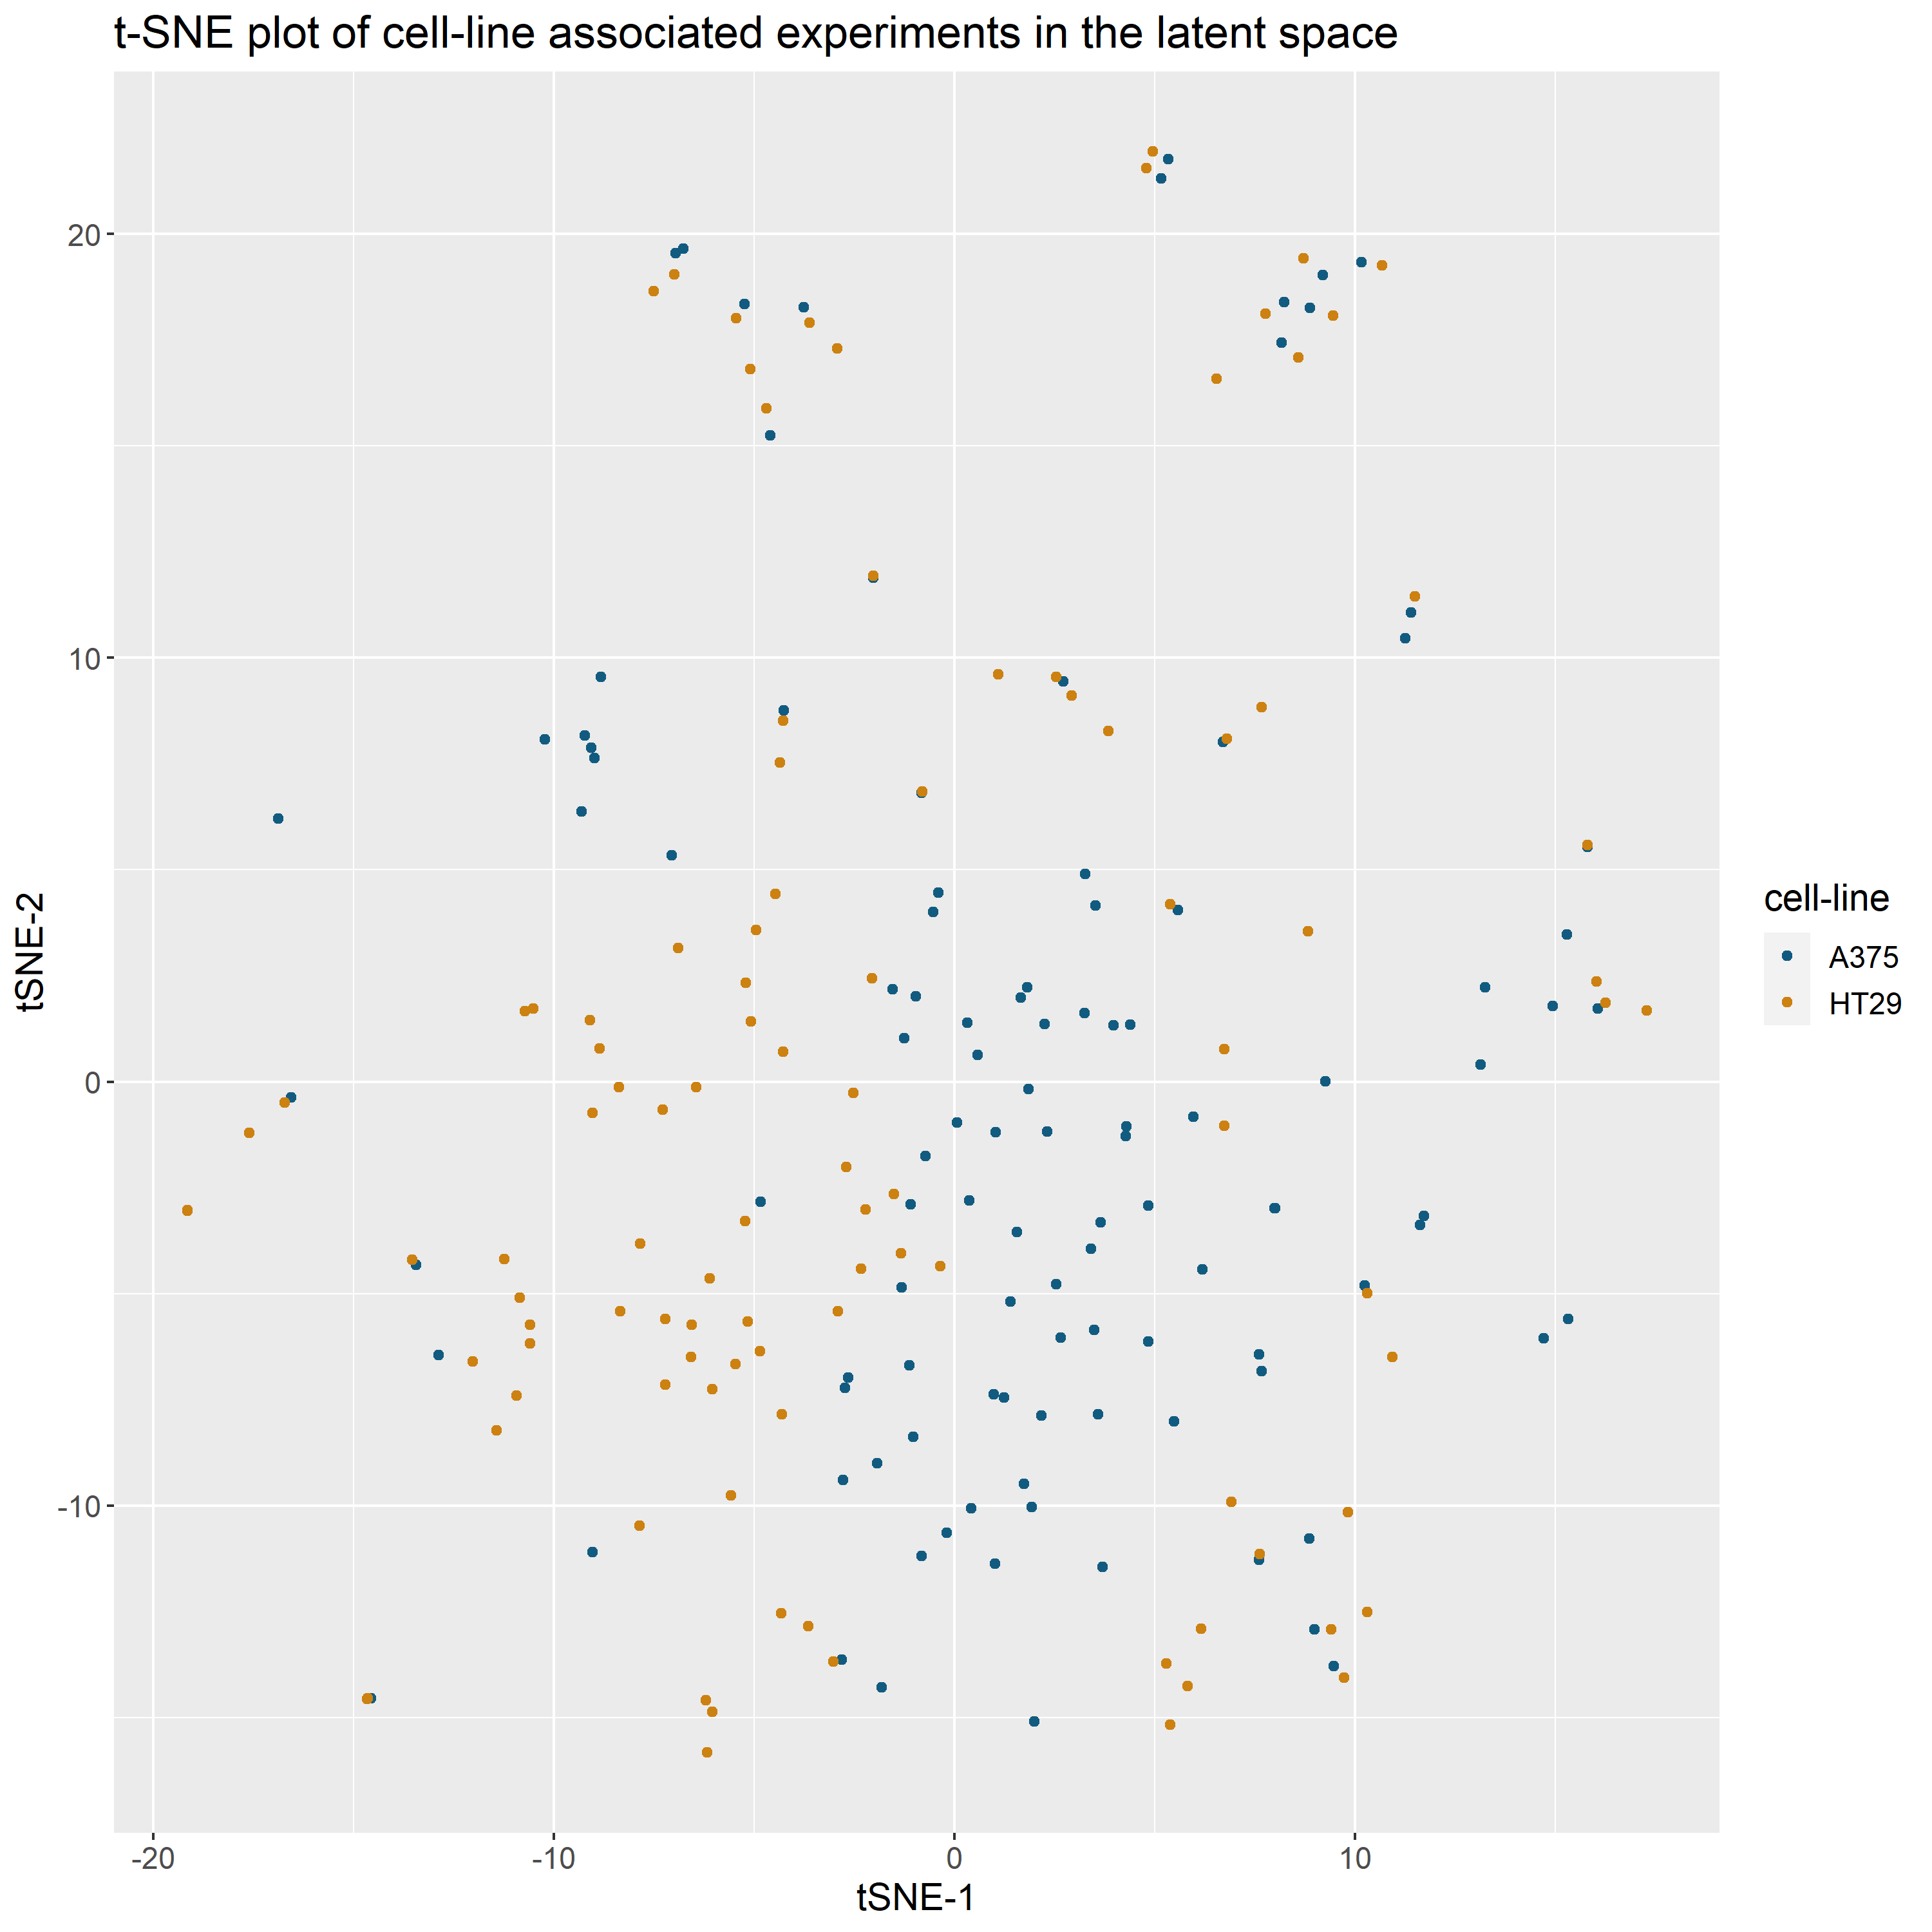 t-SNE plot of cell-line associated experiments in the latent space
20
10
0
-10
tSNE-2
-20
-10
0
10
tSNE-1
cell-line
A375
HT29